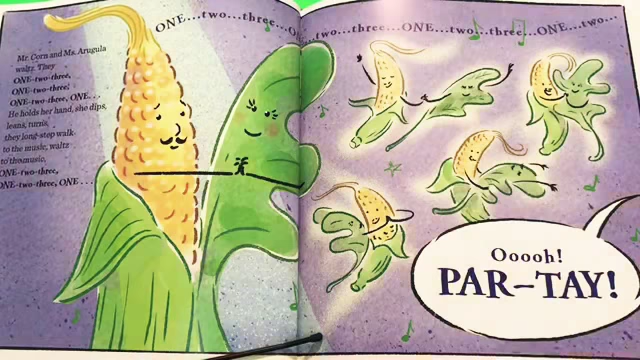 ONE...two...three...O
Mr. Corn and Ms. Arugula
waltz. They
ONE-two-three,
ONE-two-three,
ONE-two-three, ONE...
He holds her hand, she dips,
leans, turns,
they long-step walk
to the music, waltz
to the music,
ONE-two-three,
ONE-two-three, ONE...
...two...three...ONE...two...three...ONE...two...
Ooooh!
PAR-TAY!